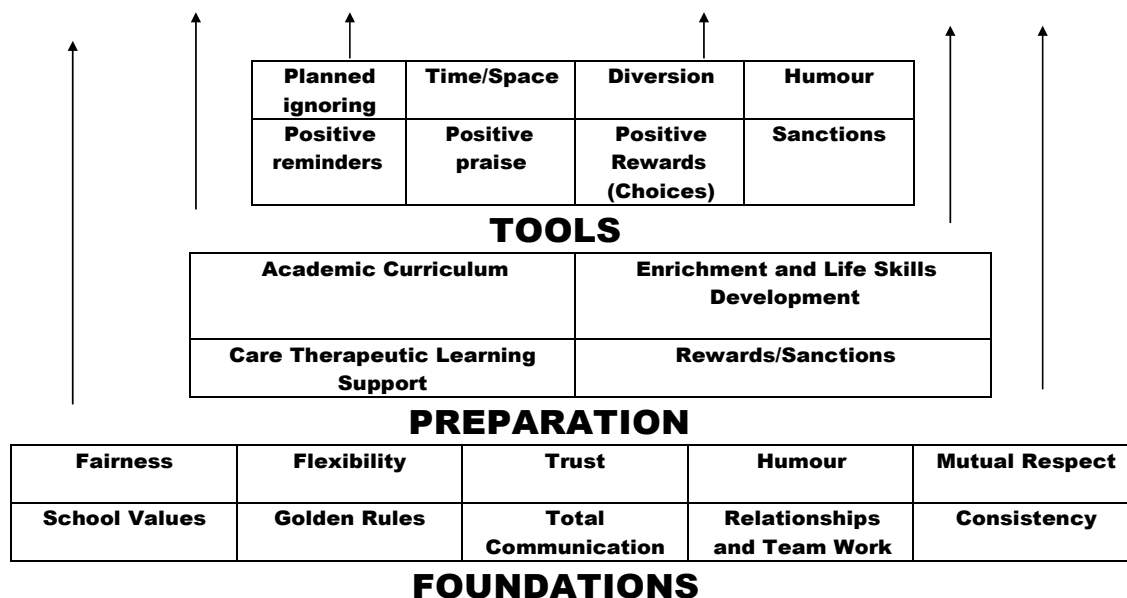 Planned ignoring
Time/Space
Diversion
Humour
Positive reminders
Positive praise
Positive Rewards (Choices)
Sanctions
TOOLS
Academic Curriculum
Enrichment and Life Skills Development
Care Therapeutic Learning Support
Rewards/Sanctions
PREPARATION
Fairness
Flexibility
Trust
Humour
Mutual Respect
School Values
Golden Rules
Total Communication
Relationships and Team Work
Consistency
FOUNDATIONS